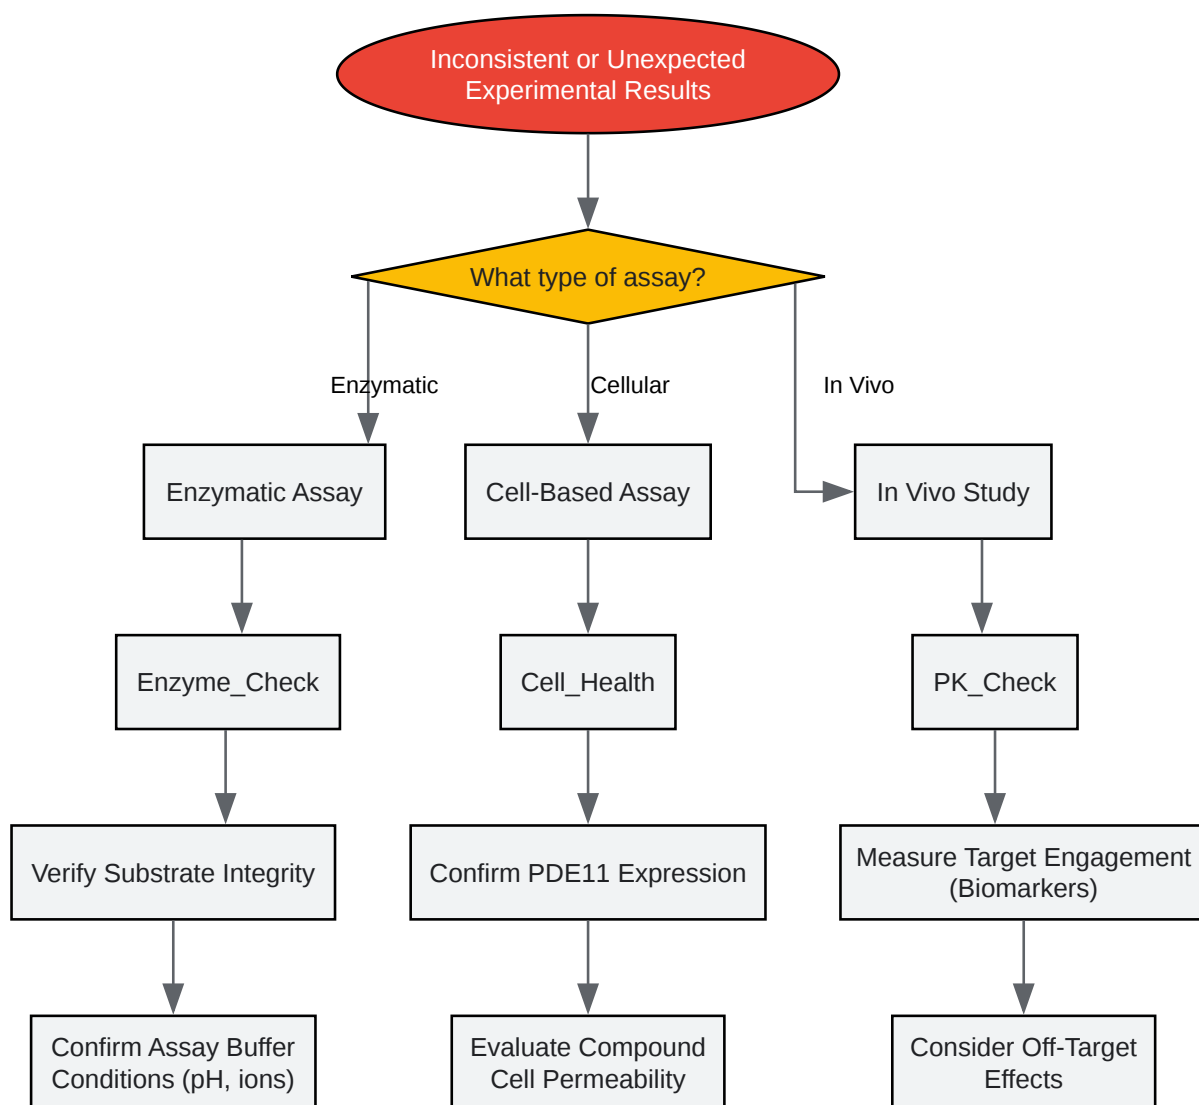 Inconsistent or Unexpected
Experimental Results
What type of assay?
Enzymatic
Cellular
In Vivo
Enzymatic Assay
Cell-Based Assay
In Vivo Study
Enzyme_Check
Cell_Health
PK_Check
Verify Substrate Integrity
Confirm PDE11 Expression
Measure Target Engagement
(Biomarkers)
Confirm Assay Buffer
Conditions (pH, ions)
Evaluate Compound
Cell Permeability
Consider Off-Target
Effects